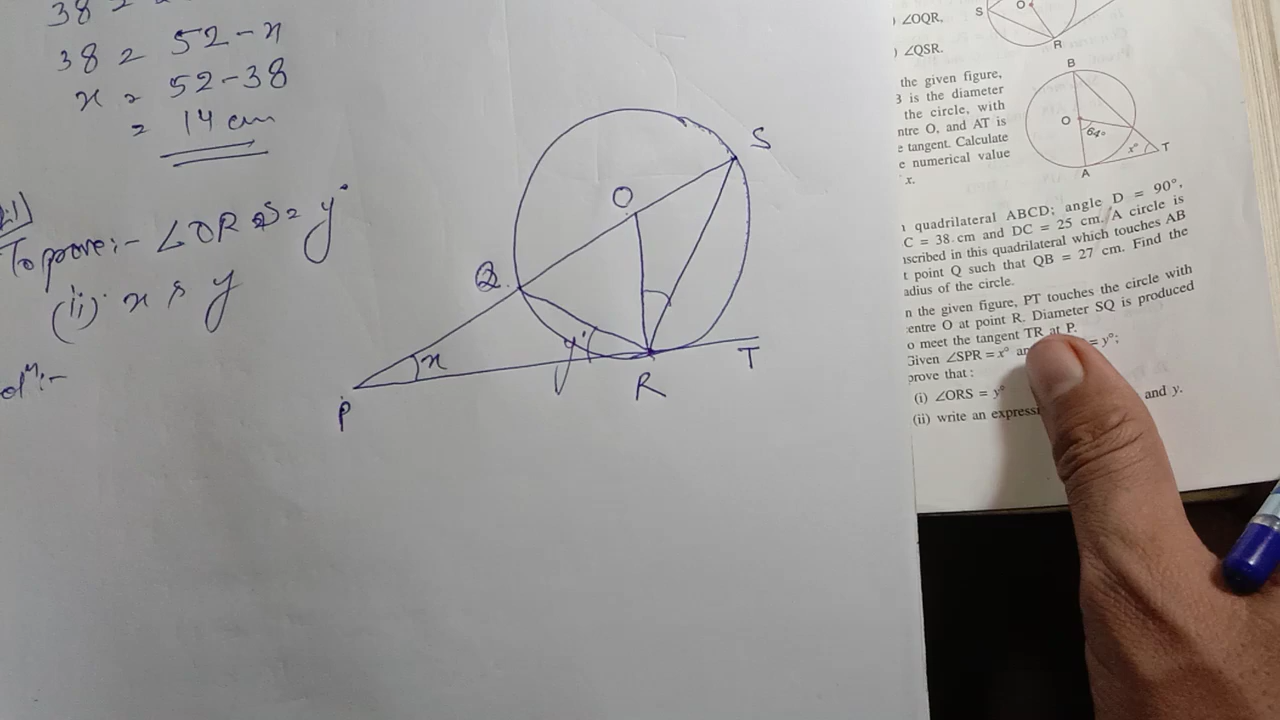 38 =
38 = 52 - x
x = 52 - 38
= 14 cm
To prove:- ∠ORS = y°
(ii) x & y
Solⁿ:-
S
O
Q
x
y°
P
R
T
) ∠OQR,
) ∠QSR.
S
O
R
the given figure,
B is the diameter
the circle, with
ntre O, and AT is
e tangent. Calculate
e numerical value
x.
B
O
64°
x°
T
A
quadrilateral ABCD; angle D = 90°,
C = 38 cm and DC = 25 cm. A circle is
nscribed in this quadrilateral which touches AB
t point Q such that QB = 27 cm. Find the
adius of the circle.
n the given figure, PT touches the circle with
entre O at point R. Diameter SQ is produced
o meet the tangent TR at P.
Given ∠SPR = x° an = y°;
prove that :
(i) ∠ORS = y°
(ii) write an express and y.